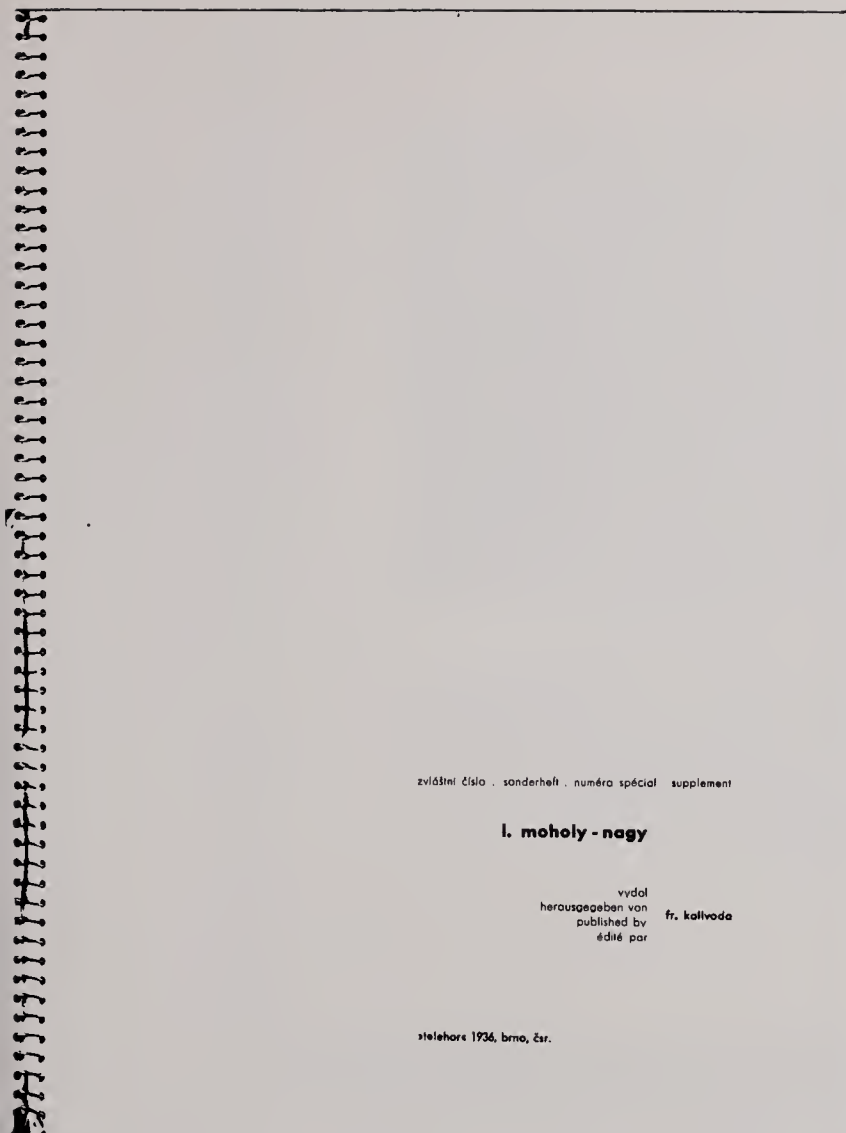 zvláštní číslo . sonderheft . numéro spécial supplement
l. moholy - nagy
vydal
herausgegeben von
published by
édité par
fr. kalivoda
»telehor« 1936, brno, čsr.